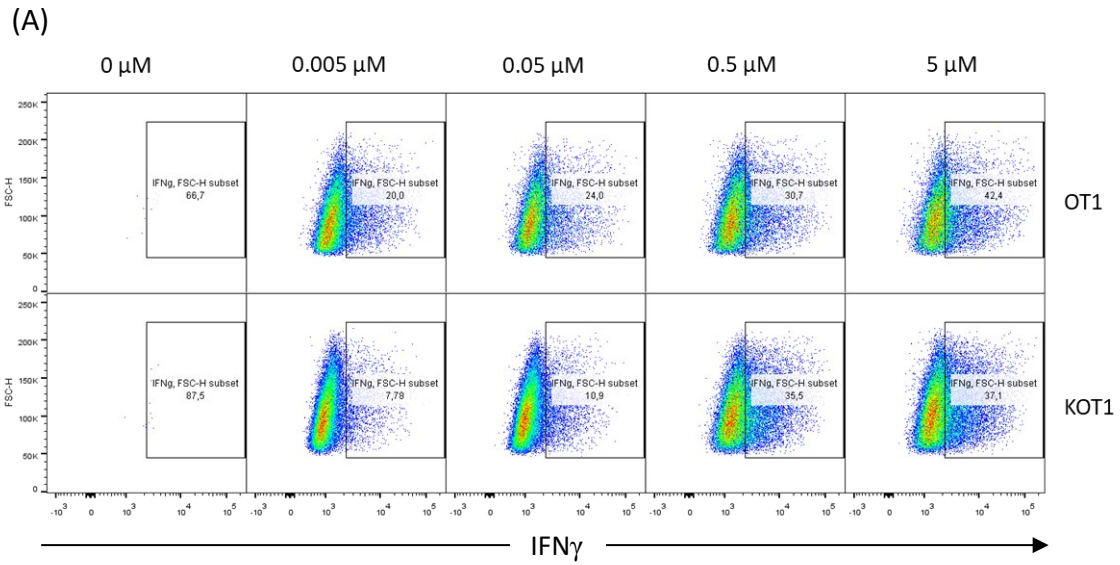 (A)
0 µM 0.005 µM 0.05 µM 0.5 µM 5 µM
250K
200K
150K
100K
50K
0
FSC-H
IFNg, FSC-H subset
66,7
IFNg, FSC-H subset
20,0
IFNg, FSC-H subset
24,0
IFNg, FSC-H subset
30,7
IFNg, FSC-H subset
42,4
OT1
250K
200K
150K
100K
50K
0
FSC-H
IFNg, FSC-H subset
87,5
IFNg, FSC-H subset
7,78
IFNg, FSC-H subset
10,9
IFNg, FSC-H subset
35,5
IFNg, FSC-H subset
37,1
KOT1
-10³ 0 10³ 10⁴ 10⁵ -10³ 0 10³ 10⁴ 10⁵ -10³ 0 10³ 10⁴ 10⁵ -10³ 0 10³ 10⁴ 10⁵ -10³ 0 10³ 10⁴ 10⁵
IFNγ